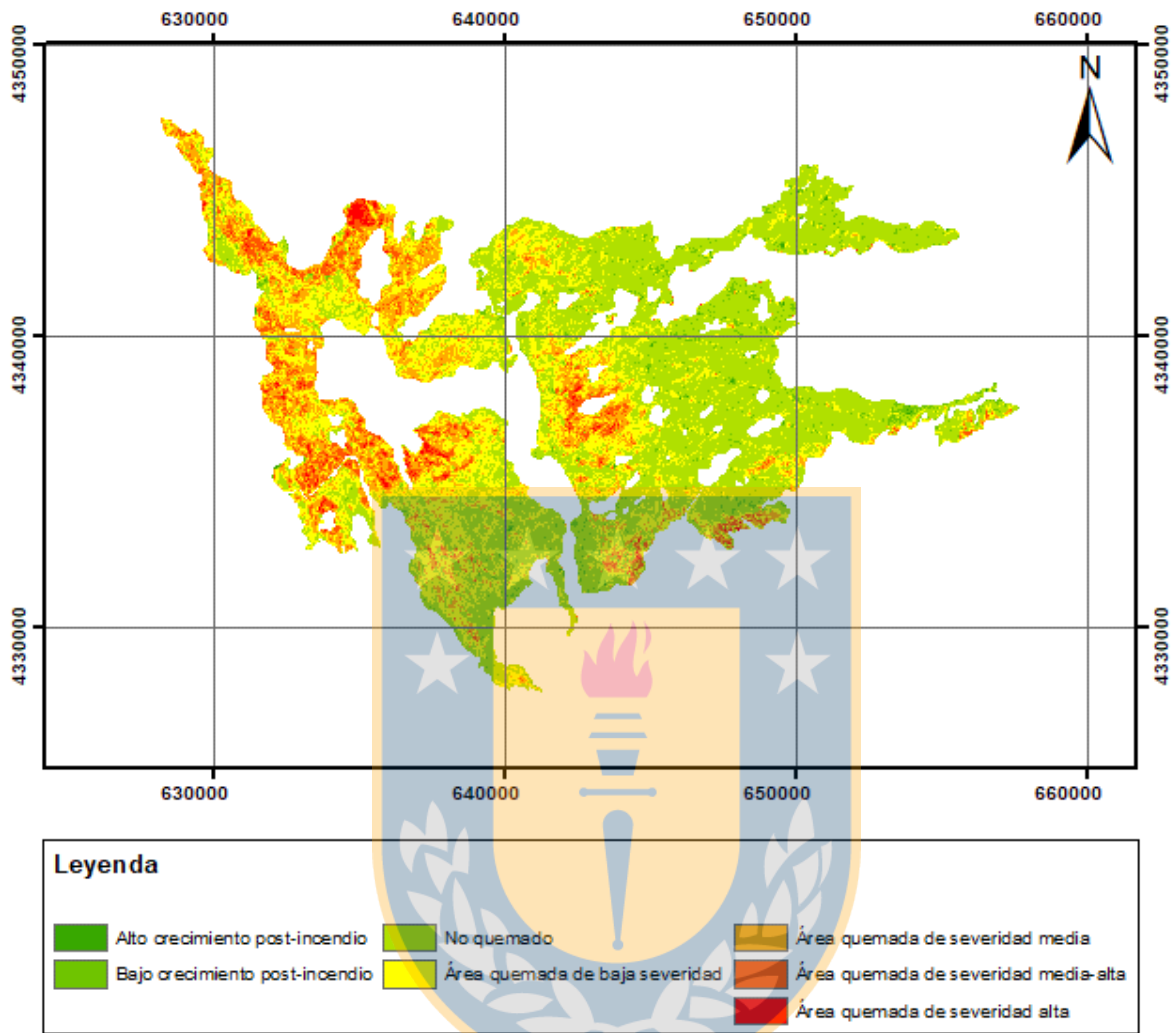 630000 640000 650000 660000
4350000 4350000
N
4340000 4340000
4330000 4330000
630000 640000 650000 660000
Leyenda
Alto crecimiento post-incendio No quemado Área quemada de severidad media
Bajo crecimiento post-incendio Área quemada de baja severidad Área quemada de severidad media-alta
Área quemada de severidad alta